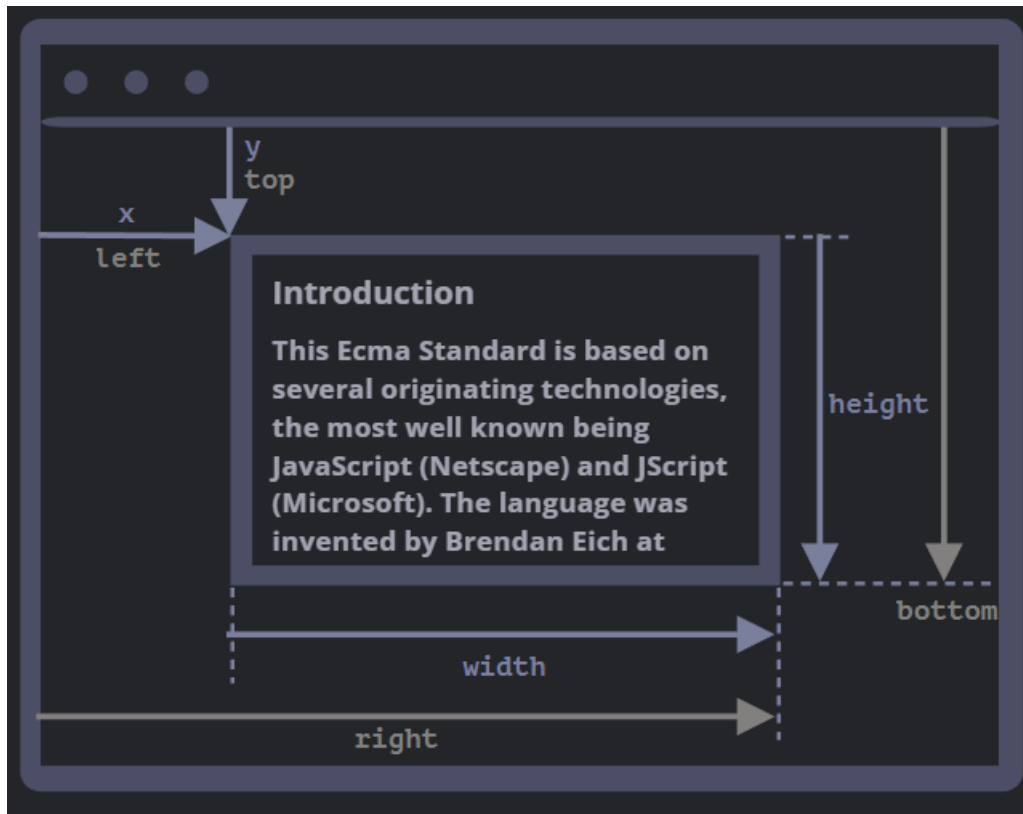 y
top
x
left
Introduction
This Ecma Standard is based on
several originating technologies,
the most well known being
JavaScript (Netscape) and JScript
(Microsoft). The language was
invented by Brendan Eich at
height
bottom
width
right